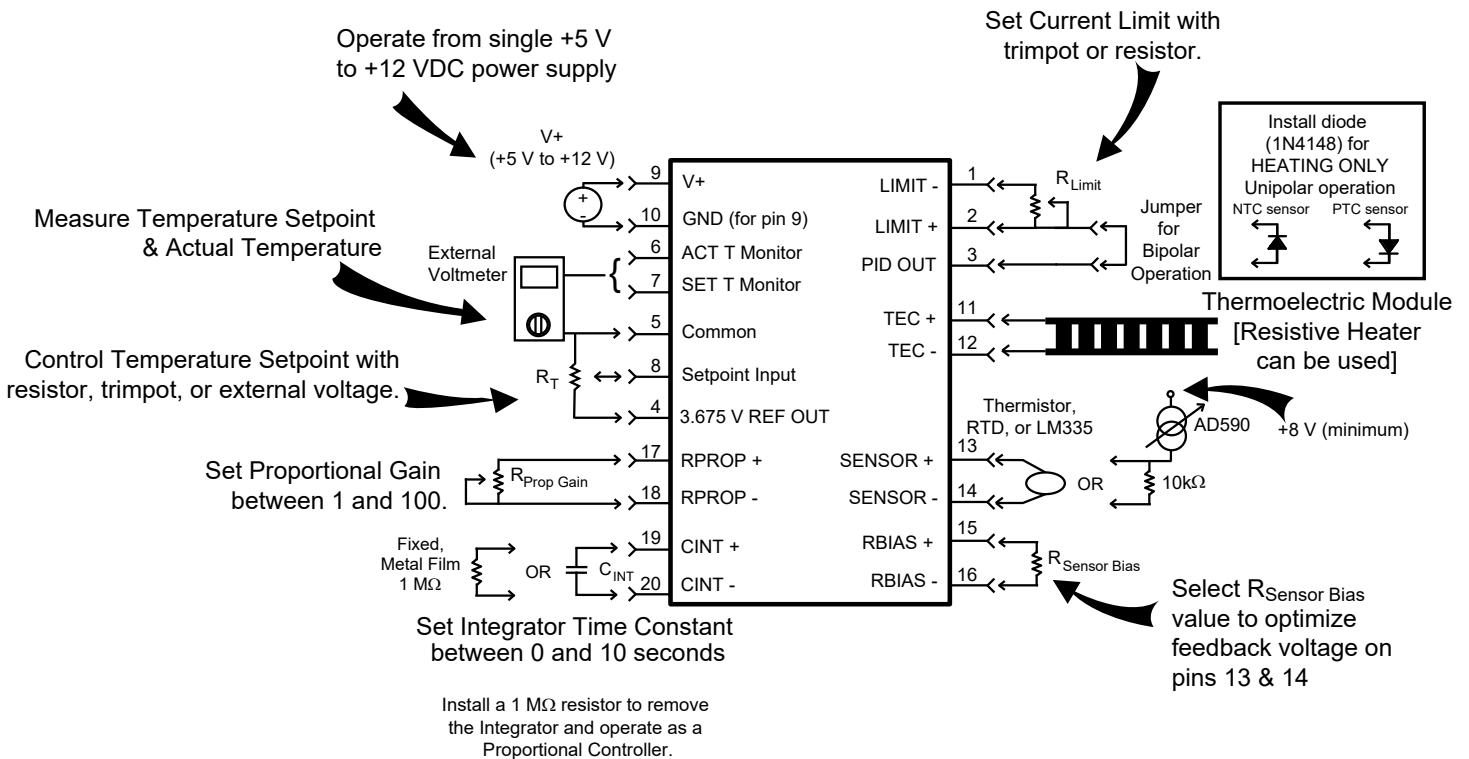 Operate from single +5 V
to +12 VDC power supply
Set Current Limit with
trimpot or resistor.
V+
(+5 V to +12 V)
Measure Temperature Setpoint
& Actual Temperature
External
Voltmeter
Control Temperature Setpoint with
resistor, trimpot, or external voltage.
RT
Set Proportional Gain
between 1 and 100.
RProp Gain
Fixed,
Metal Film
1 MΩ
OR
CINT
+
-
9
10
6
7
5
8
4
17
18
19
20
V+
GND (for pin 9)
ACT T Monitor
SET T Monitor
Common
Setpoint Input
3.675 V REF OUT
RPROP +
RPROP -
CINT +
CINT -
LIMIT -
LIMIT +
PID OUT
TEC +
TEC -
SENSOR +
SENSOR -
RBIAS +
RBIAS -
1
2
3
11
12
13
14
15
16
RLimit
Jumper
for
Bipolar
Operation
Install diode
(1N4148) for
HEATING ONLY
Unipolar operation
NTC sensor PTC sensor
Thermoelectric Module
[Resistive Heater
can be used]
Thermistor,
RTD, or LM335
OR
AD590
+8 V (minimum)
10kΩ
RSensor Bias
Select RSensor Bias
value to optimize
feedback voltage on
pins 13 & 14
Set Integrator Time Constant
between 0 and 10 seconds
Install a 1 MΩ resistor to remove
the Integrator and operate as a
Proportional Controller.